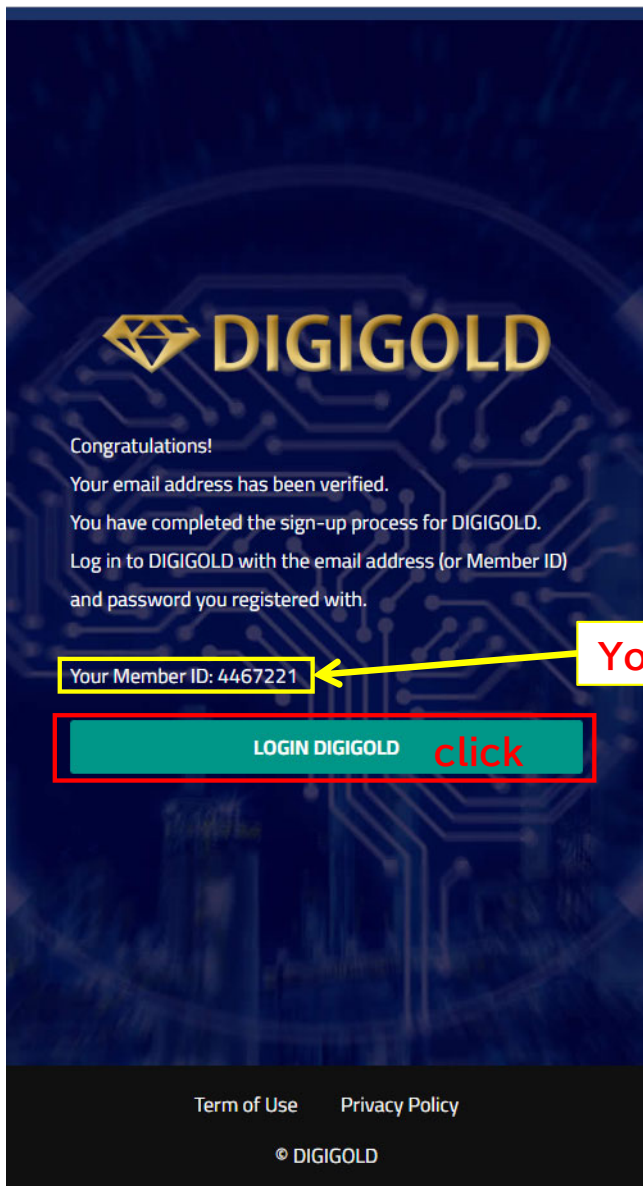 DIGIGOLD
Congratulations!
Your email address has been verified.
You have completed the sign-up process for DIGIGOLD.
Log in to DIGIGOLD with the email address (or Member ID)
and password you registered with.
Your Member ID: 4467221
LOGIN DIGIGOLD click
Term of Use Privacy Policy
© DIGIGOLD